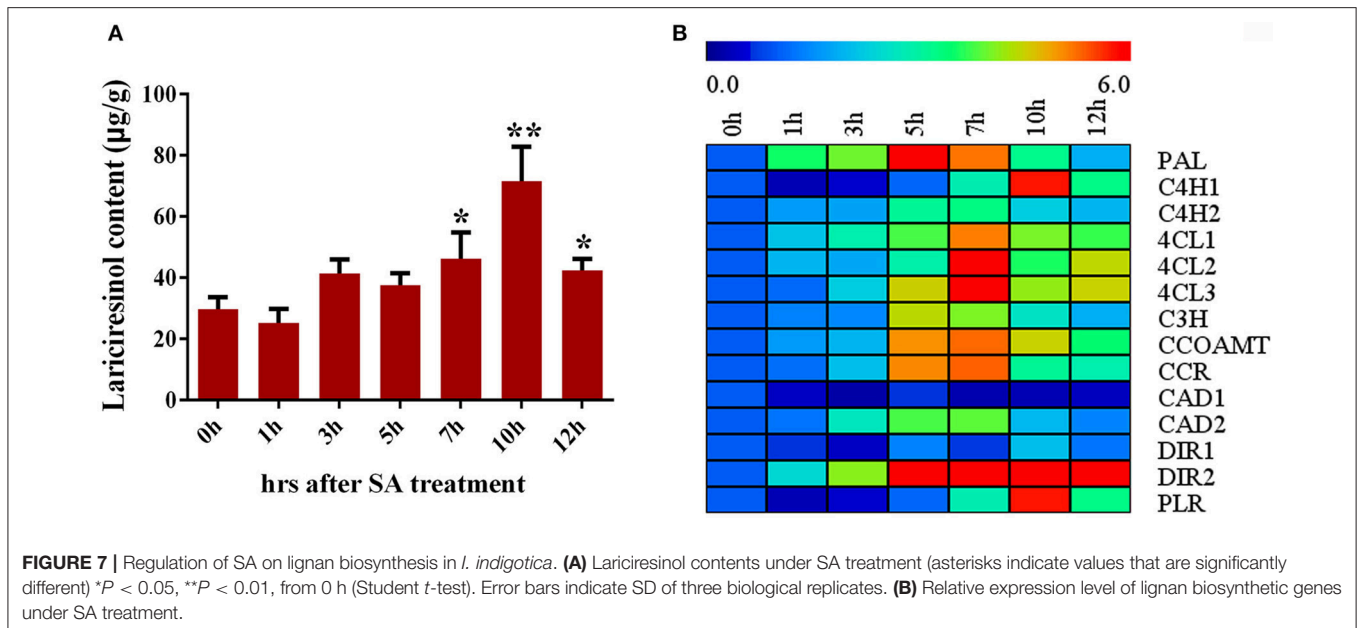 A
B
Lariciresinol content (µg/g)
100
80
60
40
20
0
*
**
*
0h
1h
3h
5h
7h
10h
12h
hrs after SA treatment
0.0
6.0
0h
1h
3h
5h
7h
10h
12h
PAL
C4H1
C4H2
4CL1
4CL2
4CL3
C3H
CCOAMT
CCR
CAD1
CAD2
DIR1
DIR2
PLR
FIGURE 7 | Regulation of SA on lignan biosynthesis in I. indigotica. (A) Lariciresinol contents under SA treatment (asterisks indicate values that are significantly
different) *P < 0.05, **P < 0.01, from 0 h (Student t-test). Error bars indicate SD of three biological replicates. (B) Relative expression level of lignan biosynthetic genes
under SA treatment.